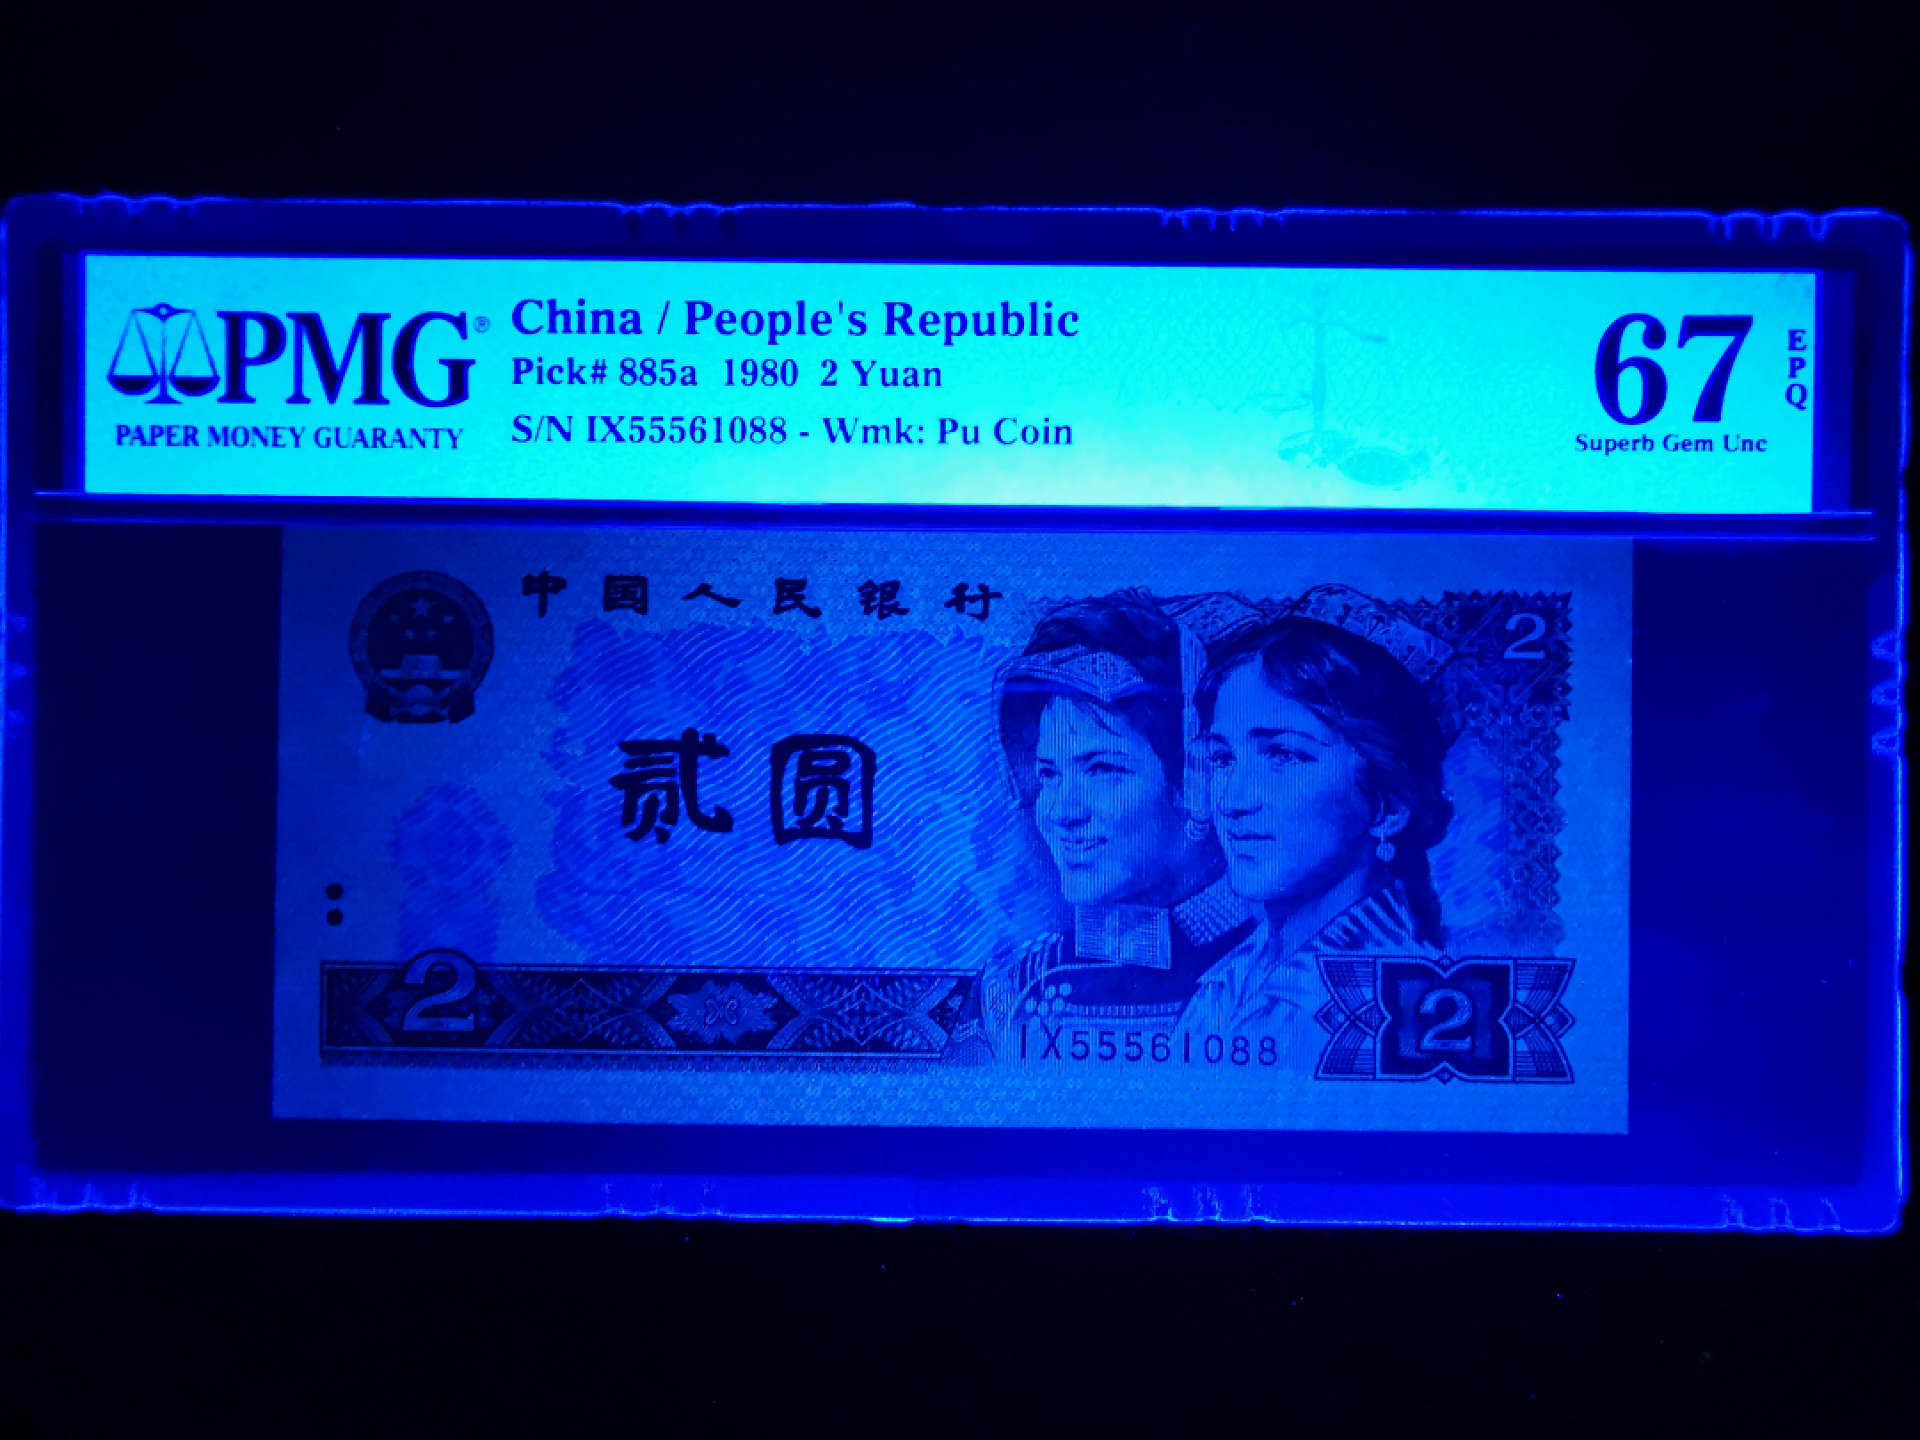 PMG®
PAPER MONEY GUARANTY
China / People's Republic
Pick# 885a 1980 2 Yuan
S/N IX55561088 - Wmk: Pu Coin
67
EPQ
Superb Gem Unc
中国人民银行
2
贰圆
2
IX55561088
2